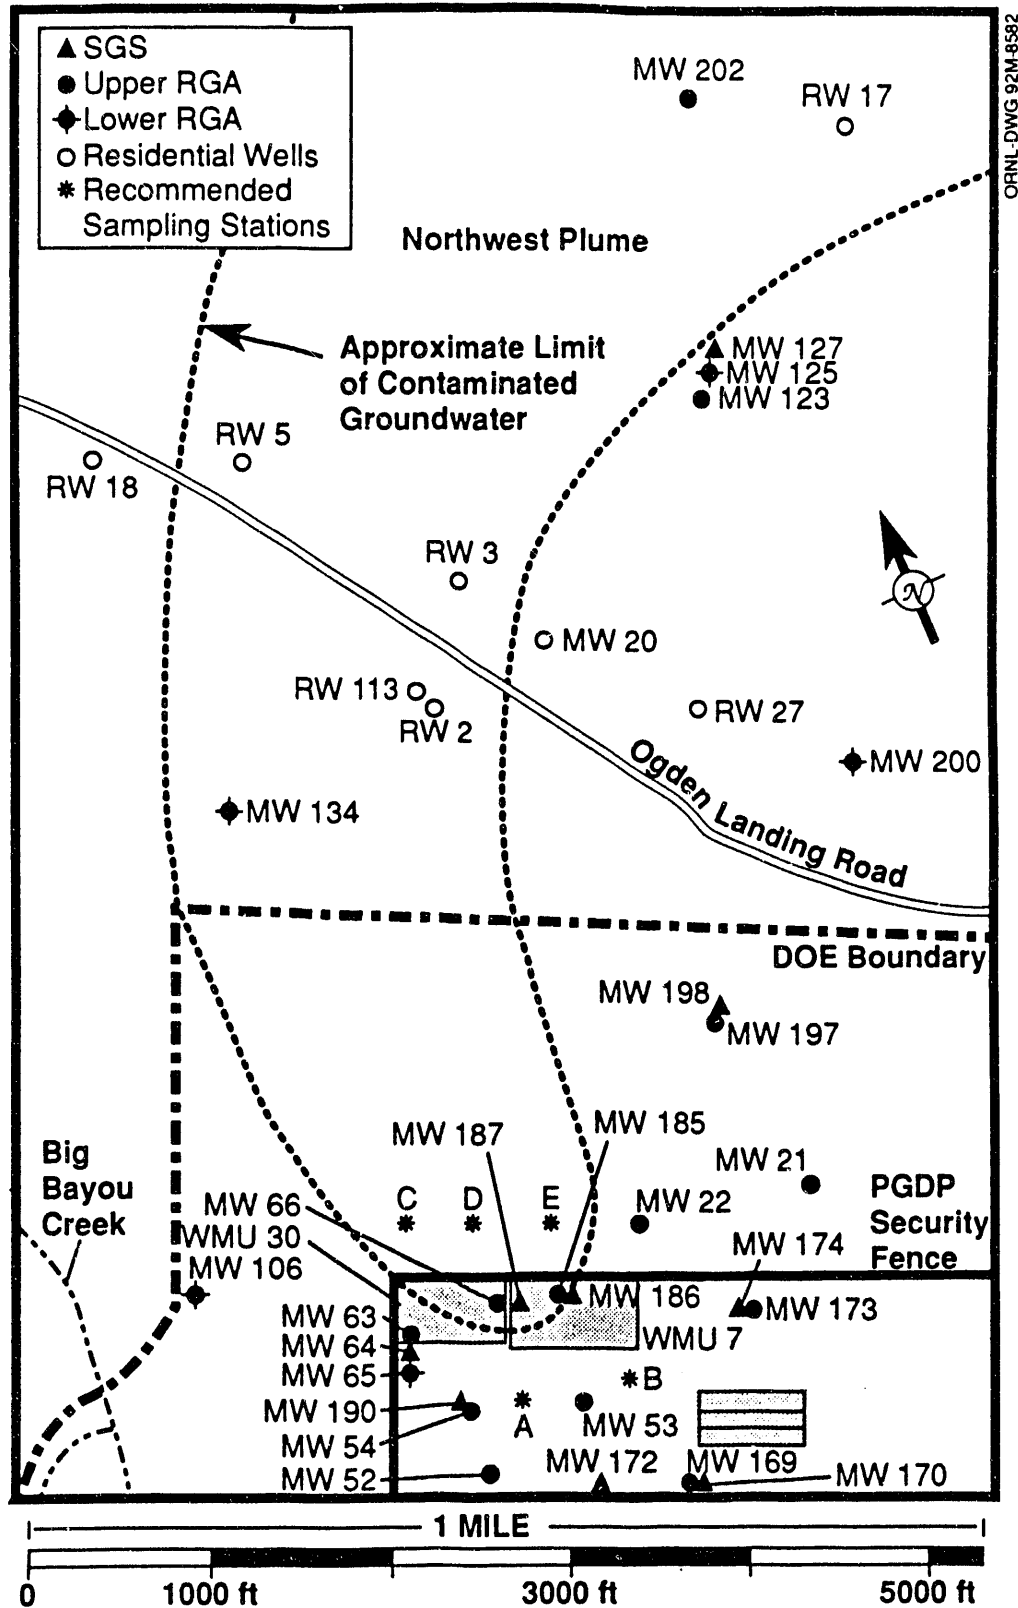 SGS
Upper RGA
Lower RGA
Residential Wells
Recommended
Sampling Stations
ORNL-DWG 92M-8582
MW 202
RW 17
Northwest Plume
Approximate Limit
of Contaminated
Groundwater
MW 127
MW 125
MW 123
RW 5
RW 18
RW 3
N
MW 20
RW 113
RW 2
RW 27
MW 200
Ogden Landing Road
MW 134
DOE Boundary
MW 198
MW 197
MW 187
MW 185
Big
Bayou
Creek
MW 21
PGDP
Security
Fence
C
D
E
MW 66
MW 22
WMU 30
MW 174
MW 106
MW 186
MW 173
MW 63
WMU 7
MW 64
MW 65
B
MW 190
A
MW 53
MW 54
MW 172
MW 169
MW 52
MW 170
1 MILE
0
1000 ft
3000 ft
5000 ft